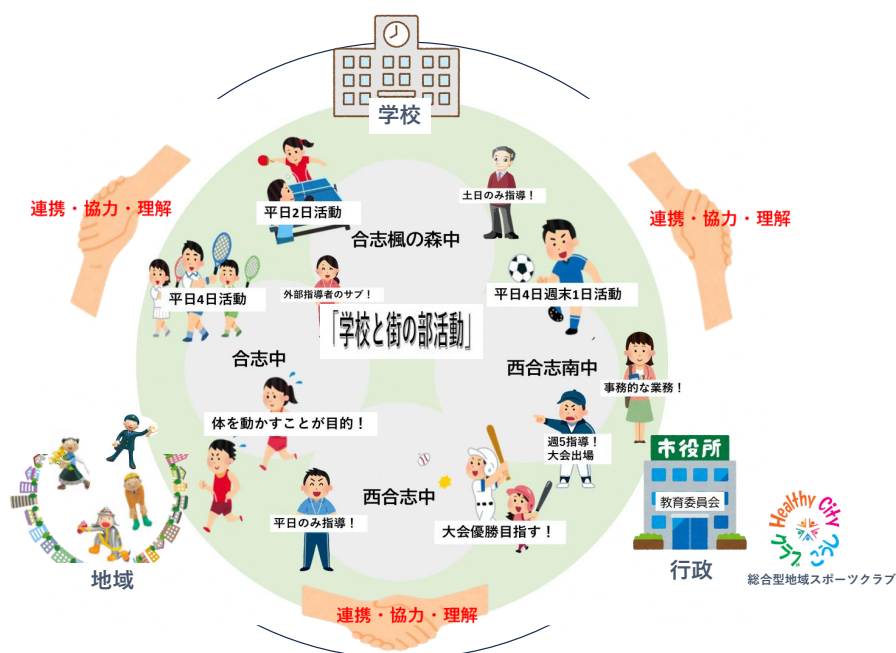 学校
連携・協力・理解
連携・協力・理解
土日のみ指導！
平日2日活動
合志楓の森中
平日4日活動
外部指導者のサブ！
平日4日週末1日活動
「学校と街の部活動」
合志中
西合志南中
事務的な業務！
体を動かすことが目的！
週5指導！
大会出場
市役所
西合志中
教育委員会
平日のみ指導！
大会優勝目指す！
Healthy City
クラブこうし
地域
行政
総合型地域スポーツクラブ
連携・協力・理解